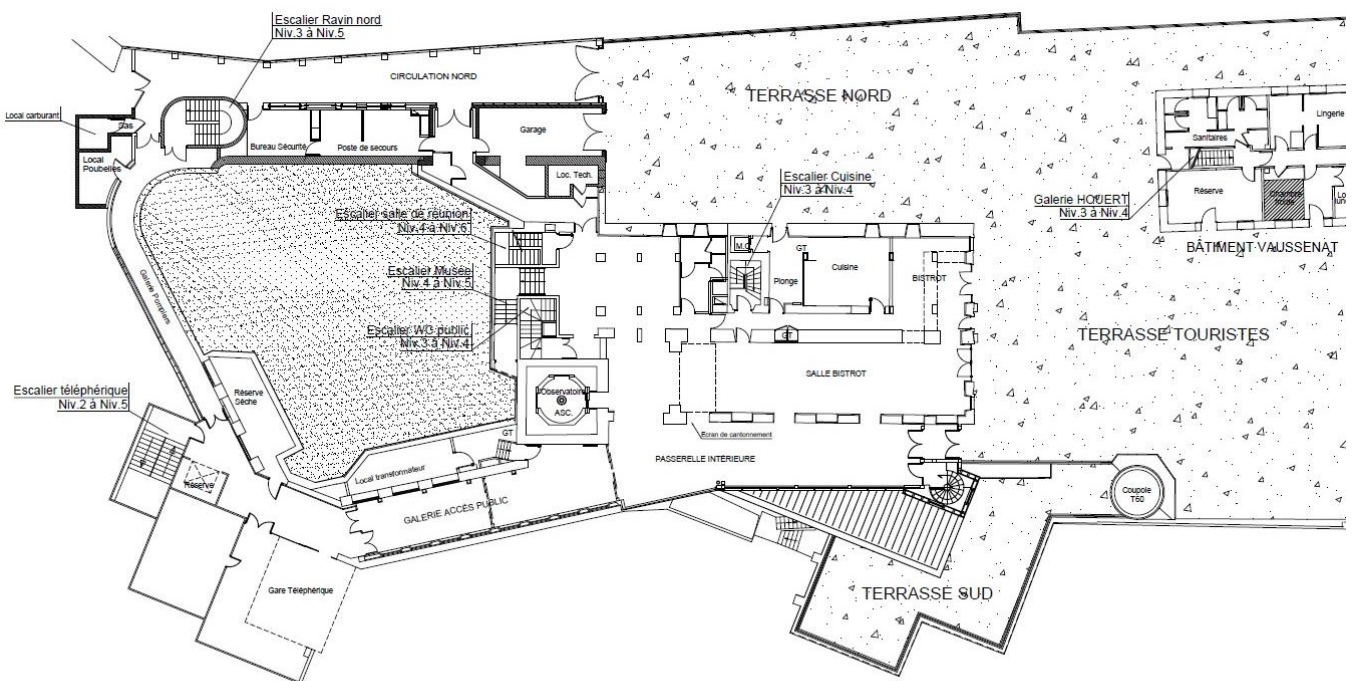 Escalier Ravin nord
Niv.3 à Niv.5
CIRCULATION NORD
TERRASSE NORD
Local carburant
Sas
Local
Poubelles
Bureau Sécurité
Poste de secours
Garage
Loc. Tech.
Sanitaires
Lingerie
Escalier Cuisine
Niv.3 à Niv.4
Galerie HOUERT
Niv.3 à Niv.4
Réserve
Chambre
froide
BÂTIMENT VAUSSENAT
Escalier salle de réunion
Niv.4 à Niv.6
M.C
GT
Cuisine
Plonge
BISTROT
Galerie Pompiers
Escalier Musée
Niv.4 à Niv.5
Escalier WC public
Niv.3 à Niv.4
GT
TERRASSE TOURISTES
SALLE BISTROT
Escalier téléphérique
Niv.2 à Niv.5
Réserve
Sèche
Observatoire
ASC.
GT
Ecran de cantonnement
PASSERELLE INTÉRIEURE
Local transformateur
Réserve
GALERIE ACCÈS PUBLIC
Coupole
T60
Gare Téléphérique
TERRASSE SUD